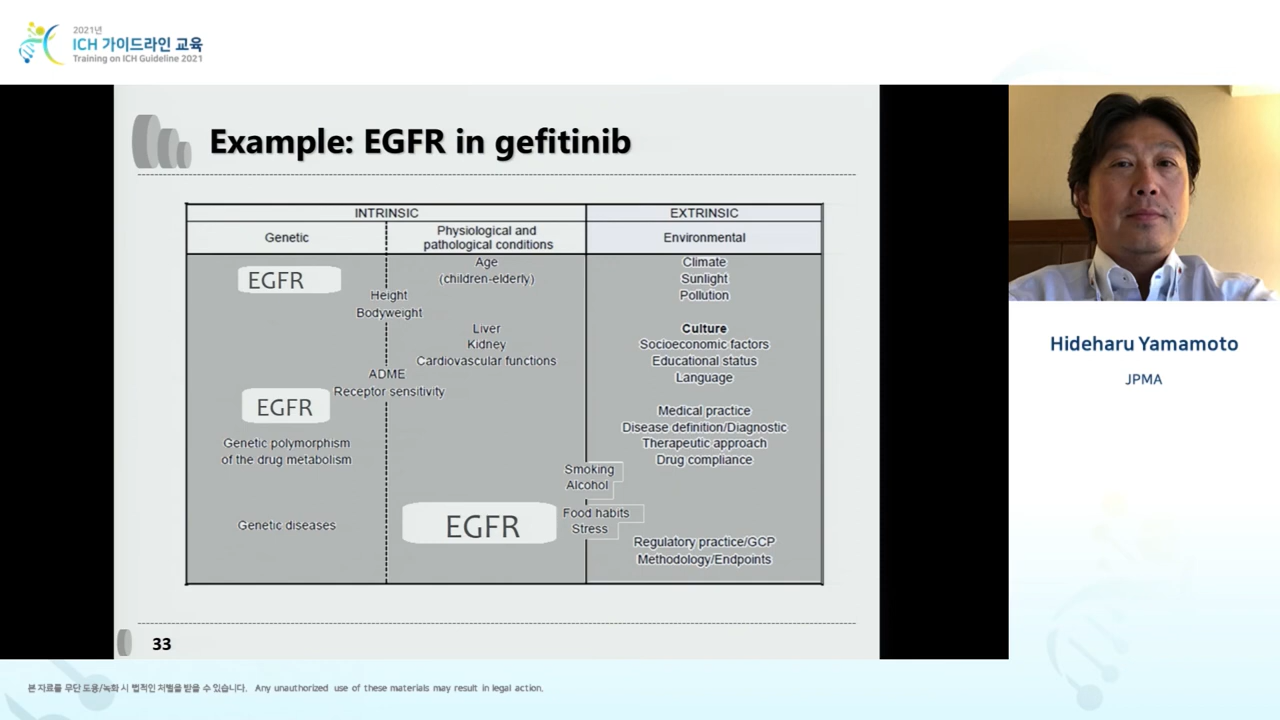 2021년
ICH 가이드라인 교육
Training on ICH Guideline 2021
Example: EGFR in gefitinib
INTRINSIC
EXTRINSIC
Genetic
Physiological and
pathological conditions
Environmental
EGFR
Age
(children-elderly)
Height
Bodyweight
Liver
Kidney
Cardiovascular functions
ADME
Receptor sensitivity
EGFR
Genetic polymorphism
of the drug metabolism
Genetic diseases
EGFR
Smoking
Alcohol
Food habits
Stress
Climate
Sunlight
Pollution
Culture
Socioeconomic factors
Educational status
Language
Medical practice
Disease definition/Diagnostic
Therapeutic approach
Drug compliance
Regulatory practice/GCP
Methodology/Endpoints
33
Hideharu Yamamoto
JPMA
본 자료를 무단 도용/녹화 시 법적인 처벌을 받을 수 있습니다. Any unauthorized use of these materials may result in legal action.